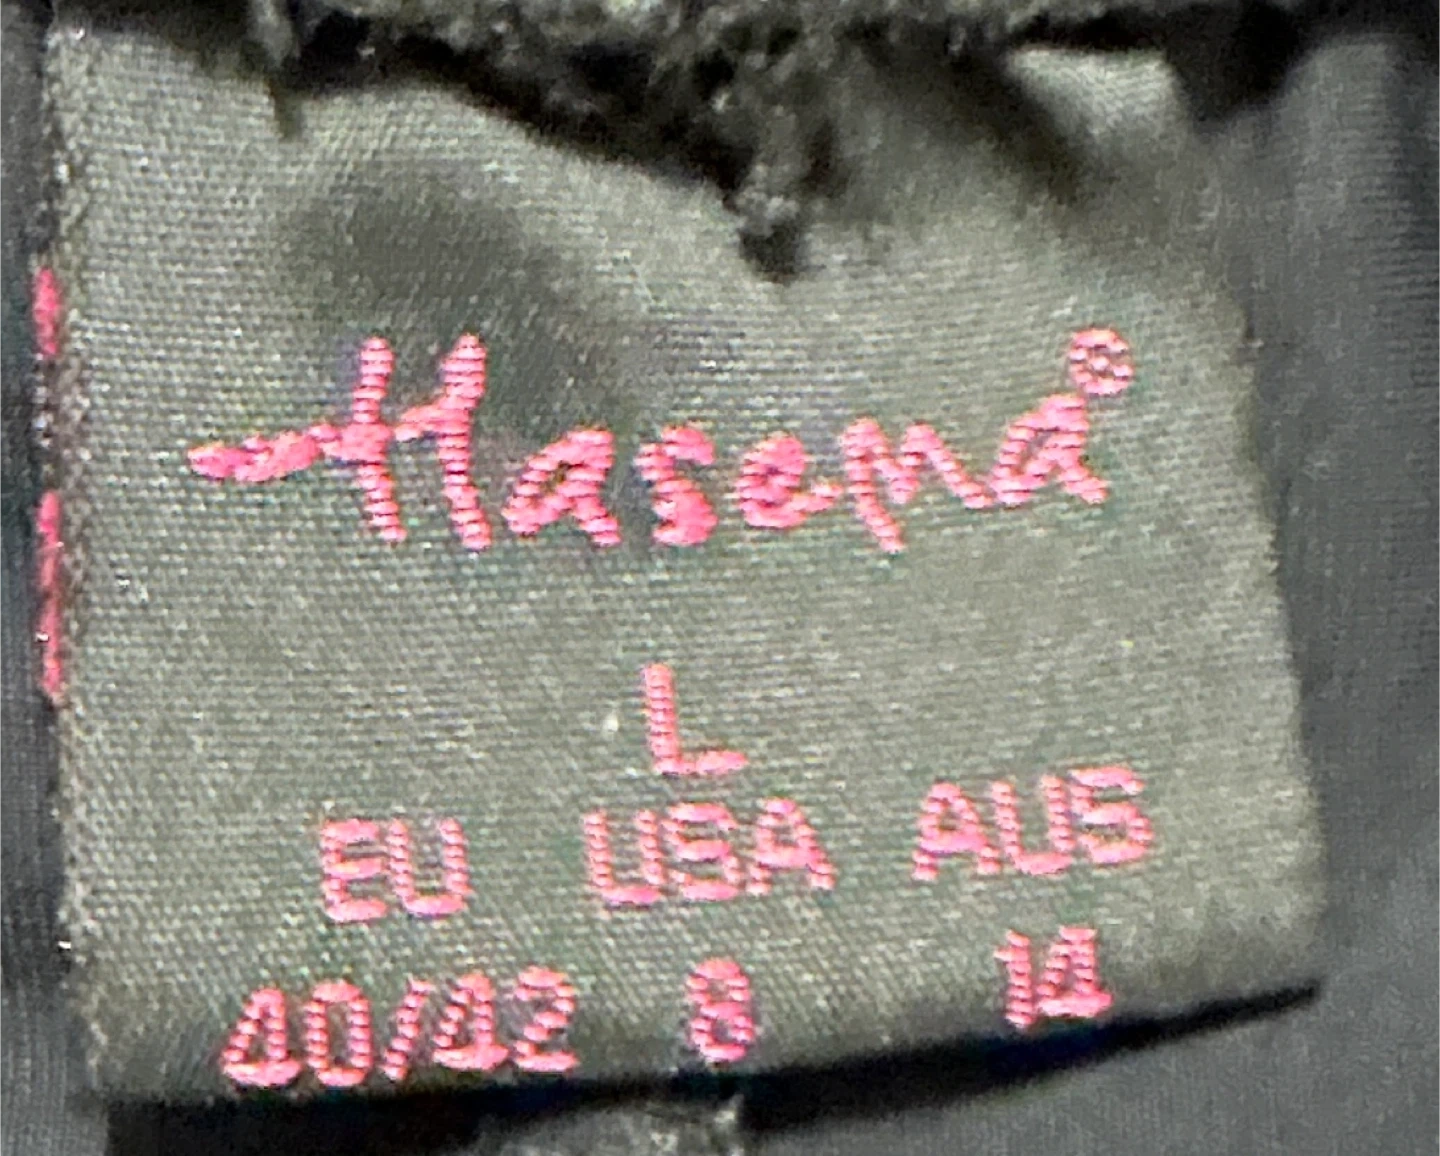 Hasema®
L
EU USA AUS
40/42 8 14